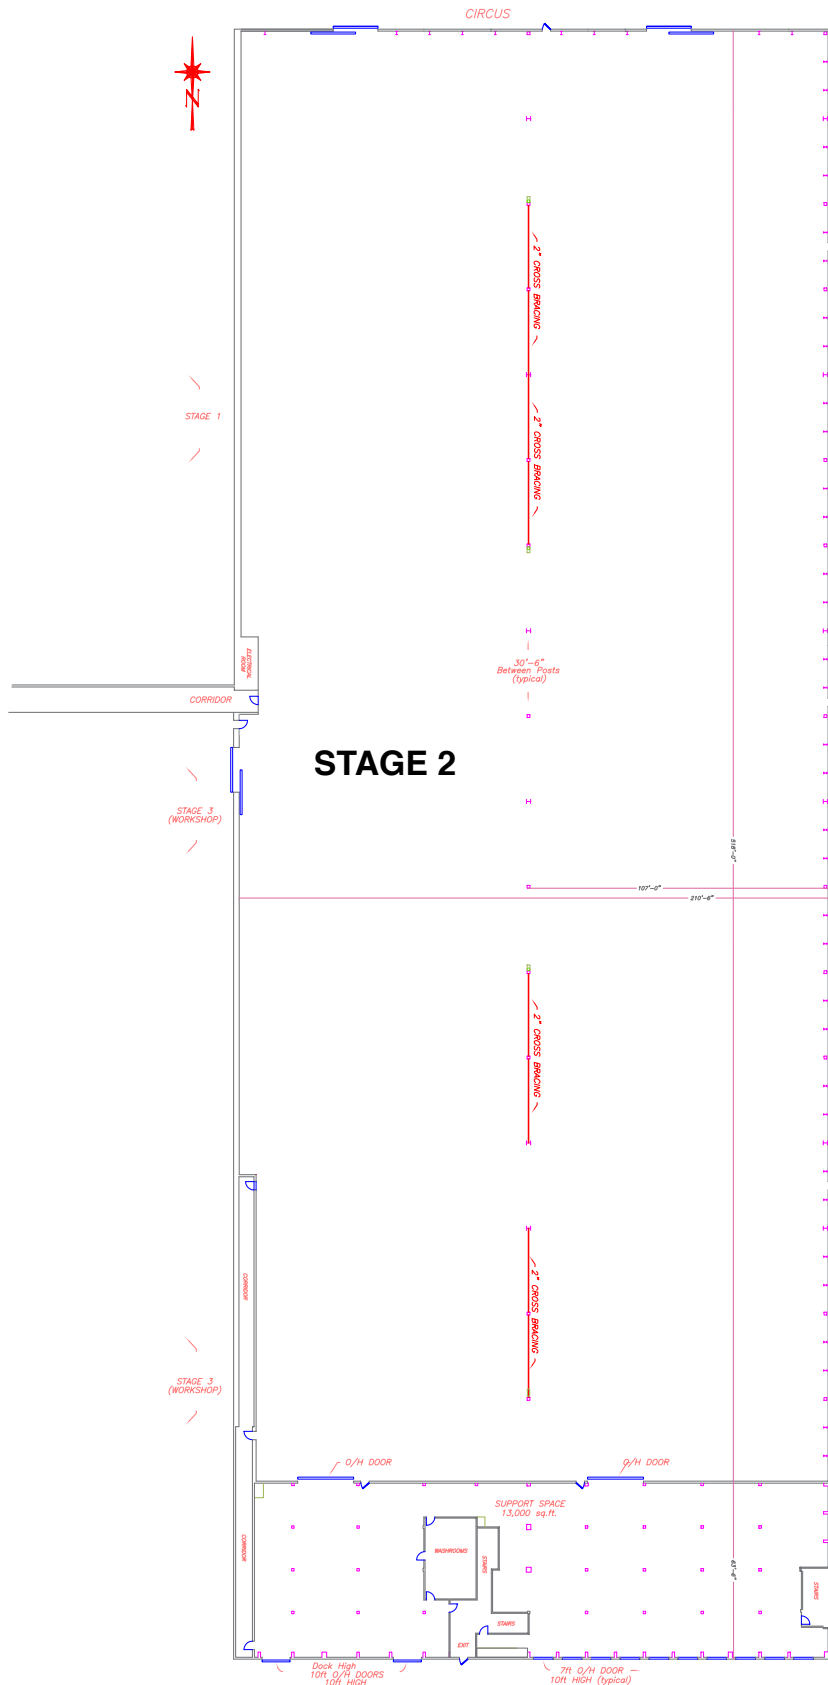 CIRCUS
N
2" CROSS BRACING
STAGE 1
2" CROSS BRACING
ELECTRICAL
ROOM
30'-6"
Between Posts
(typical)
CORRIDOR
STAGE 2
STAGE 3
(WORKSHOP)
518'-0"
107'-0"
210'-6"
2" CROSS BRACING
CORRIDOR
2" CROSS BRACING
STAGE 3
(WORKSHOP)
O/H DOOR
O/H DOOR
SUPPORT SPACE
13,000 sq.ft.
CORRIDOR
WASHROOMS
STAIRS
63'-6"
STAIRS
STAIRS
EXIT
Dock High
10ft O/H DOORS
10ft HIGH
7ft O/H DOOR
10ft HIGH (typical)